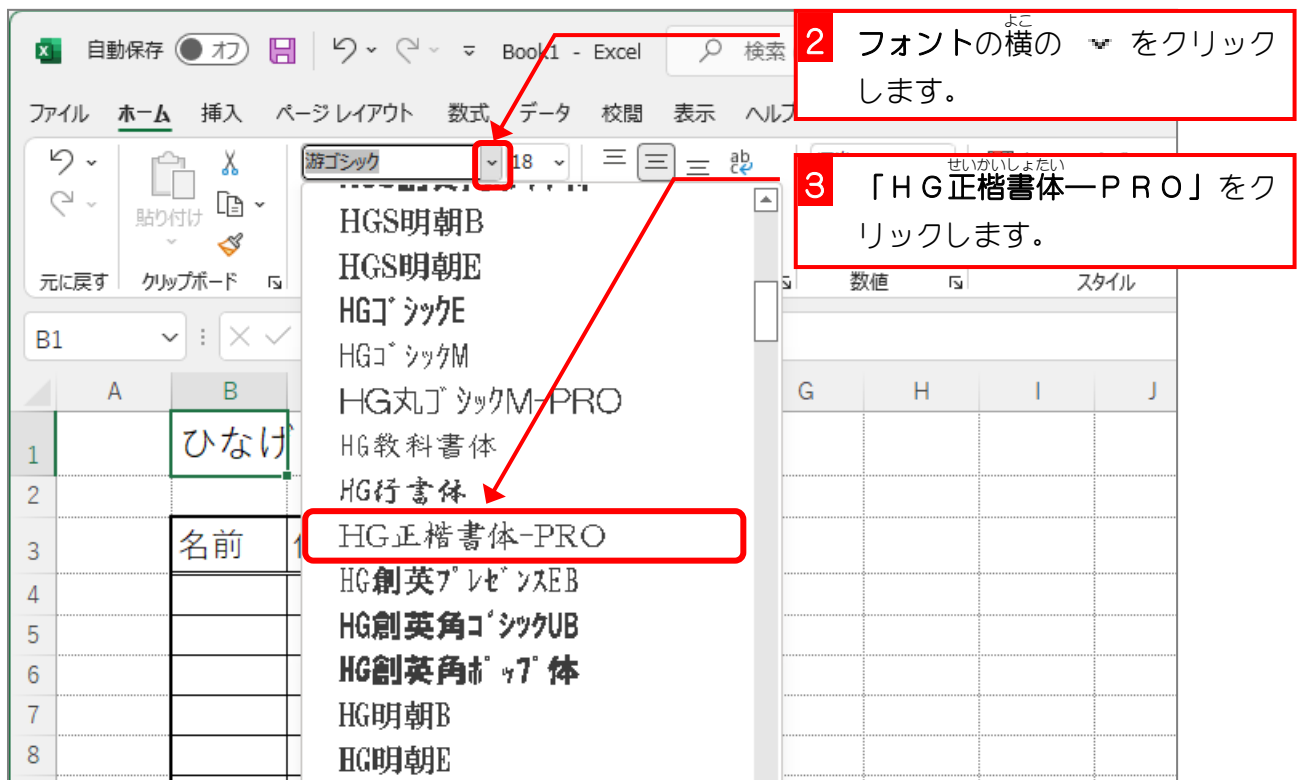 自動保存 オフ Book1 - Excel 検索
2 フォントの横の をクリック
よこ
します。
ファイル ホーム 挿入 ページ レイアウト 数式 データ 校閲 表示 ヘルプ
游ゴシック 18
貼り付け
元に戻す クリップボード 数値 スタイル
せいかいしょたい
3 「ＨＧ正楷書体―ＰＲＯ」をク
リックします。
B1
HGS明朝B
HGS明朝E
HGｺﾞｼｯｸE
HGｺﾞｼｯｸM
HG丸ｺﾞｼｯｸM-PRO
HG教科書体
HG行書体
HG正楷書体-PRO
HG創英ﾌﾟﾚｾﾞﾝｽEB
HG創英角ｺﾞｼｯｸUB
HG創英角ﾎﾟｯﾌﾟ体
HG明朝B
HG明朝E
A B G H I J
1 ひなげ
2
3 名前
4
5
6
7
8